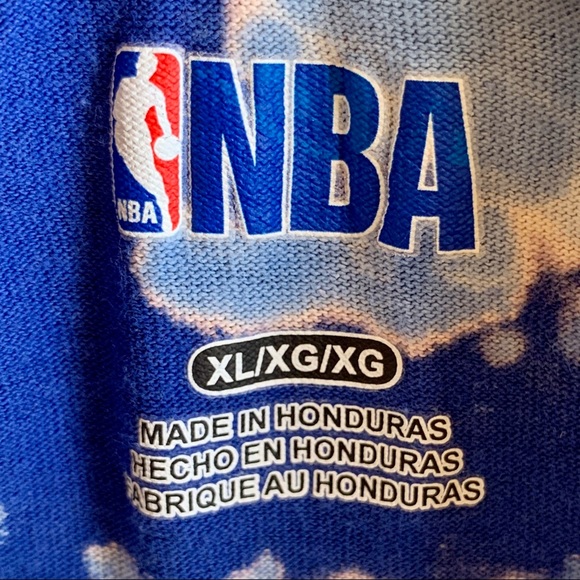 NBA
NBA
XL/XG/XG
MADE IN HONDURAS
HECHO EN HONDURAS
FABRIQUE AU HONDURAS